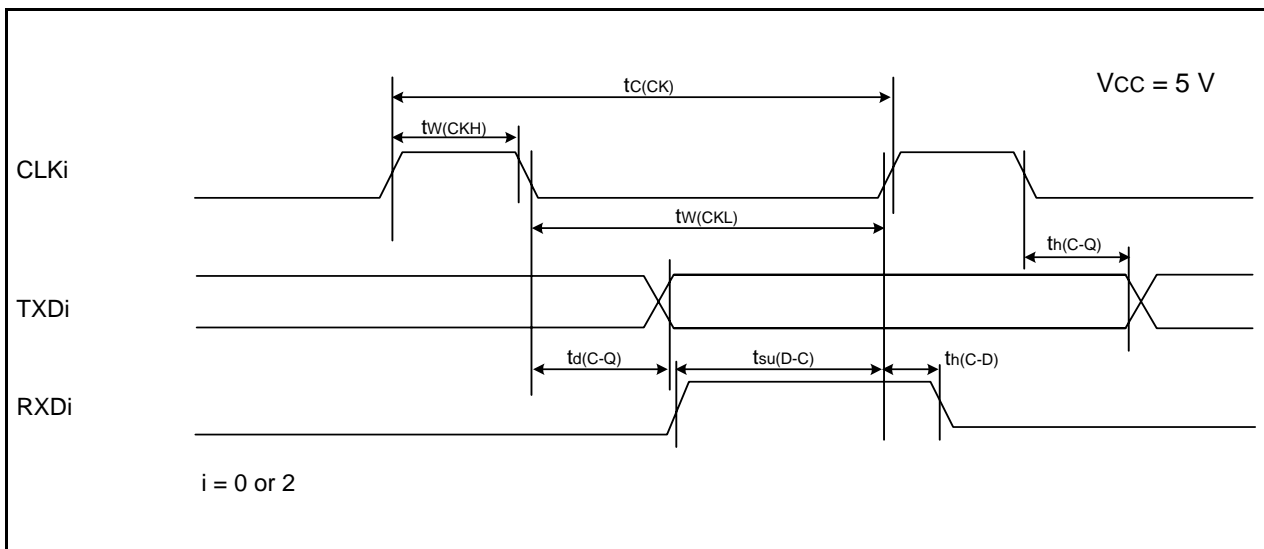 tC(CK)
VCC = 5 V
tW(CKH)
CLKi
tW(CKL)
th(C-Q)
TXDi
td(C-Q)
tsu(D-C)
th(C-D)
RXDi
i = 0 or 2